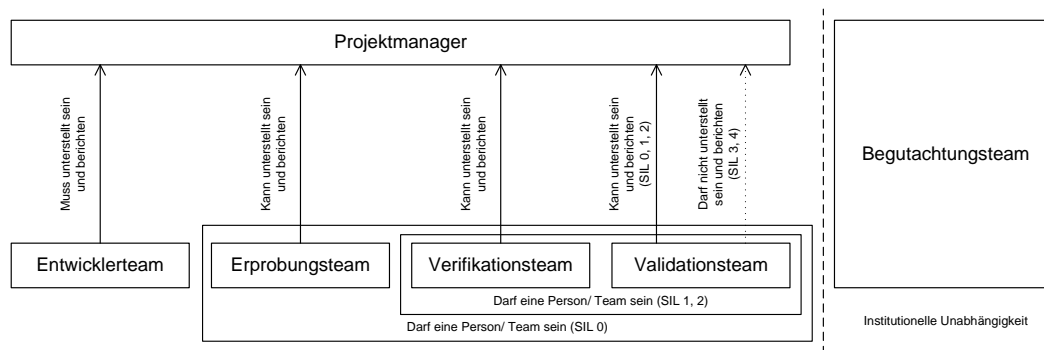 Projektmanager
Muss unterstellt sein
und berichten
Kann unterstellt sein
und berichten
Kann unterstellt sein
und berichten
Kann unterstellt sein
und berichten
(SIL 0, 1, 2)
Darf nicht unterstellt
sein und berichten
(SIL 3, 4)
Entwicklerteam
Erprobungsteam
Verifikationsteam
Validationsteam
Darf eine Person/ Team sein (SIL 1, 2)
Darf eine Person/ Team sein (SIL 0)
Begutachtungsteam
Institutionelle Unabhängigkeit